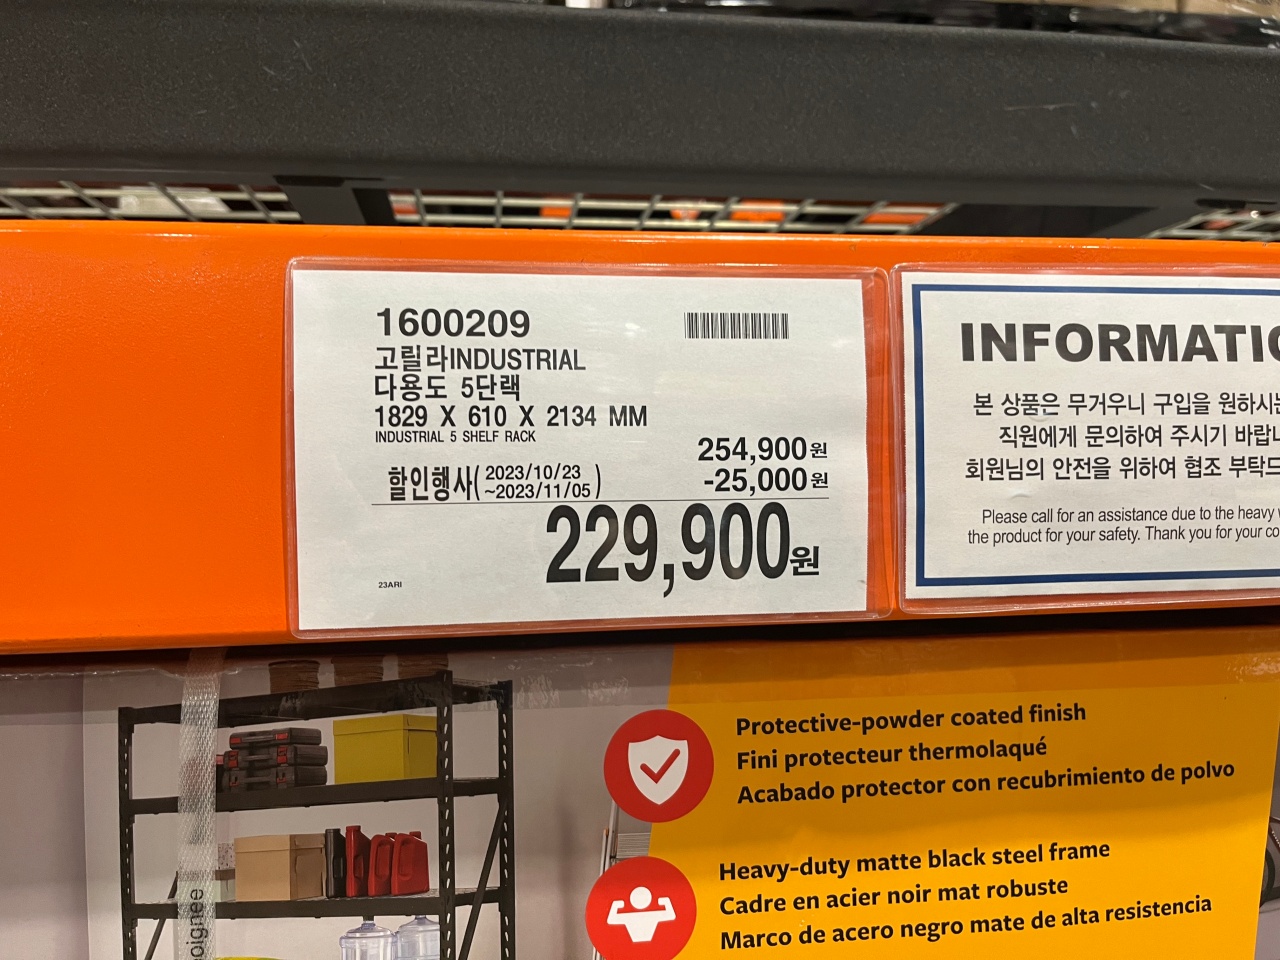 1600209
고릴라INDUSTRIAL
다용도 5단랙
1829 X 610 X 2134 MM
INDUSTRIAL 5 SHELF RACK
254,900원
할인행사( 2023/10/23 ~2023/11/05 ) -25,000원
229,900원
23ARI
INFORMATIO
본 상품은 무거우니 구입을 원하시는
직원에게 문의하여 주시기 바랍니
회원님의 안전을 위하여 협조 부탁드
Please call for an assistance due to the heavy
the product for your safety. Thank you for your
Protective-powder coated finish
Fini protecteur thermolaqué
Acabado protector con recubrimiento de polvo
Heavy-duty matte black steel frame
Cadre en acier noir mat robuste
Marco de acero negro mate de alta resistencia